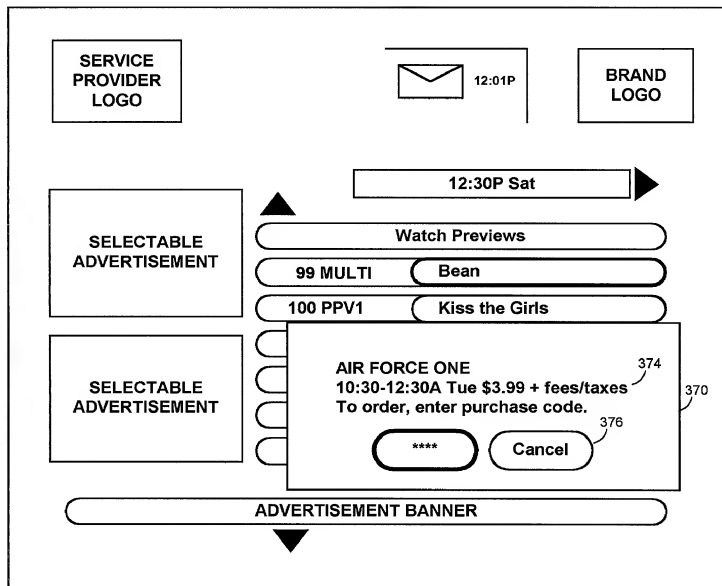 SERVICE
PROVIDER
LOGO
12:01P
BRAND
LOGO
12:30P Sat
SELECTABLE
ADVERTISEMENT
Watch Previews
99 MULTI Bean
100 PPV1 Kiss the Girls
SELECTABLE
ADVERTISEMENT
AIR FORCE ONE
10:30-12:30A Tue $3.99 + fees/taxes
To order, enter purchase code.
**** Cancel
374
370
376
ADVERTISEMENT BANNER